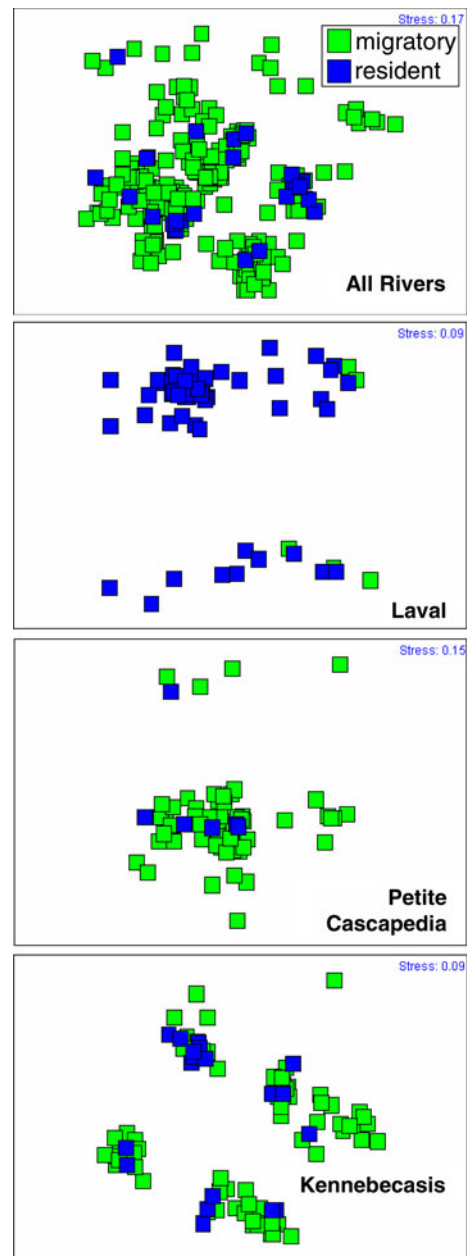 Stress: 0.17
migratory
resident
All Rivers
Stress: 0.09
Laval
Stress: 0.15
Petite
Cascapedia
Stress: 0.09
Kennebecasis